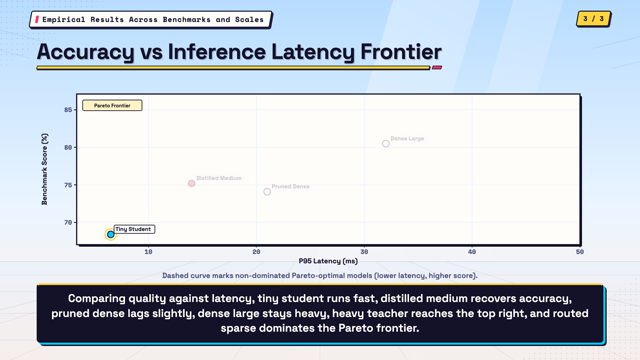 Empirical Results Across Benchmarks and Scales
3 / 3
Accuracy vs Inference Latency Frontier
Pareto Frontier
85
80
75
70
Benchmark Score (%)
Dense Large
Distilled Medium
Pruned Dense
Tiny Student
10
20
30
40
50
P95 Latency (ms)
Dashed curve marks non-dominated Pareto-optimal models (lower latency, higher score).
Comparing quality against latency, tiny student runs fast, distilled medium recovers accuracy,
pruned dense lags slightly, dense large stays heavy, heavy teacher reaches the top right, and routed
sparse dominates the Pareto frontier.